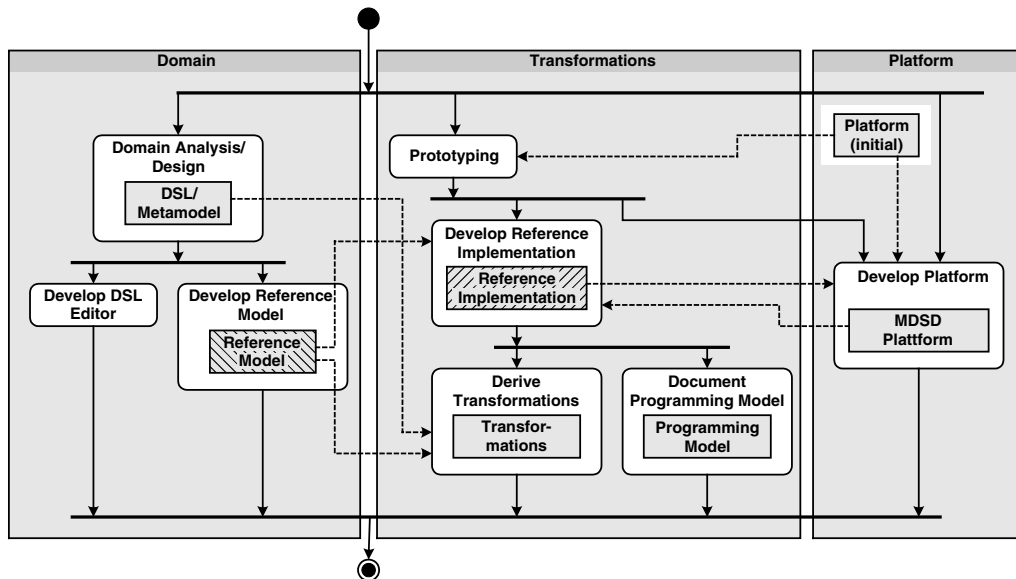 Domain
Transformations
Platform
Domain Analysis/
Design
DSL/
Metamodel
Develop DSL
Editor
Develop Reference
Model
Reference
Model
Prototyping
Develop Reference
Implementation
Reference
Implementation
Derive
Transformations
Transfor-
mations
Document
Programming Model
Programming
Model
Platform
(initial)
Develop Platform
MDSD
Plattform